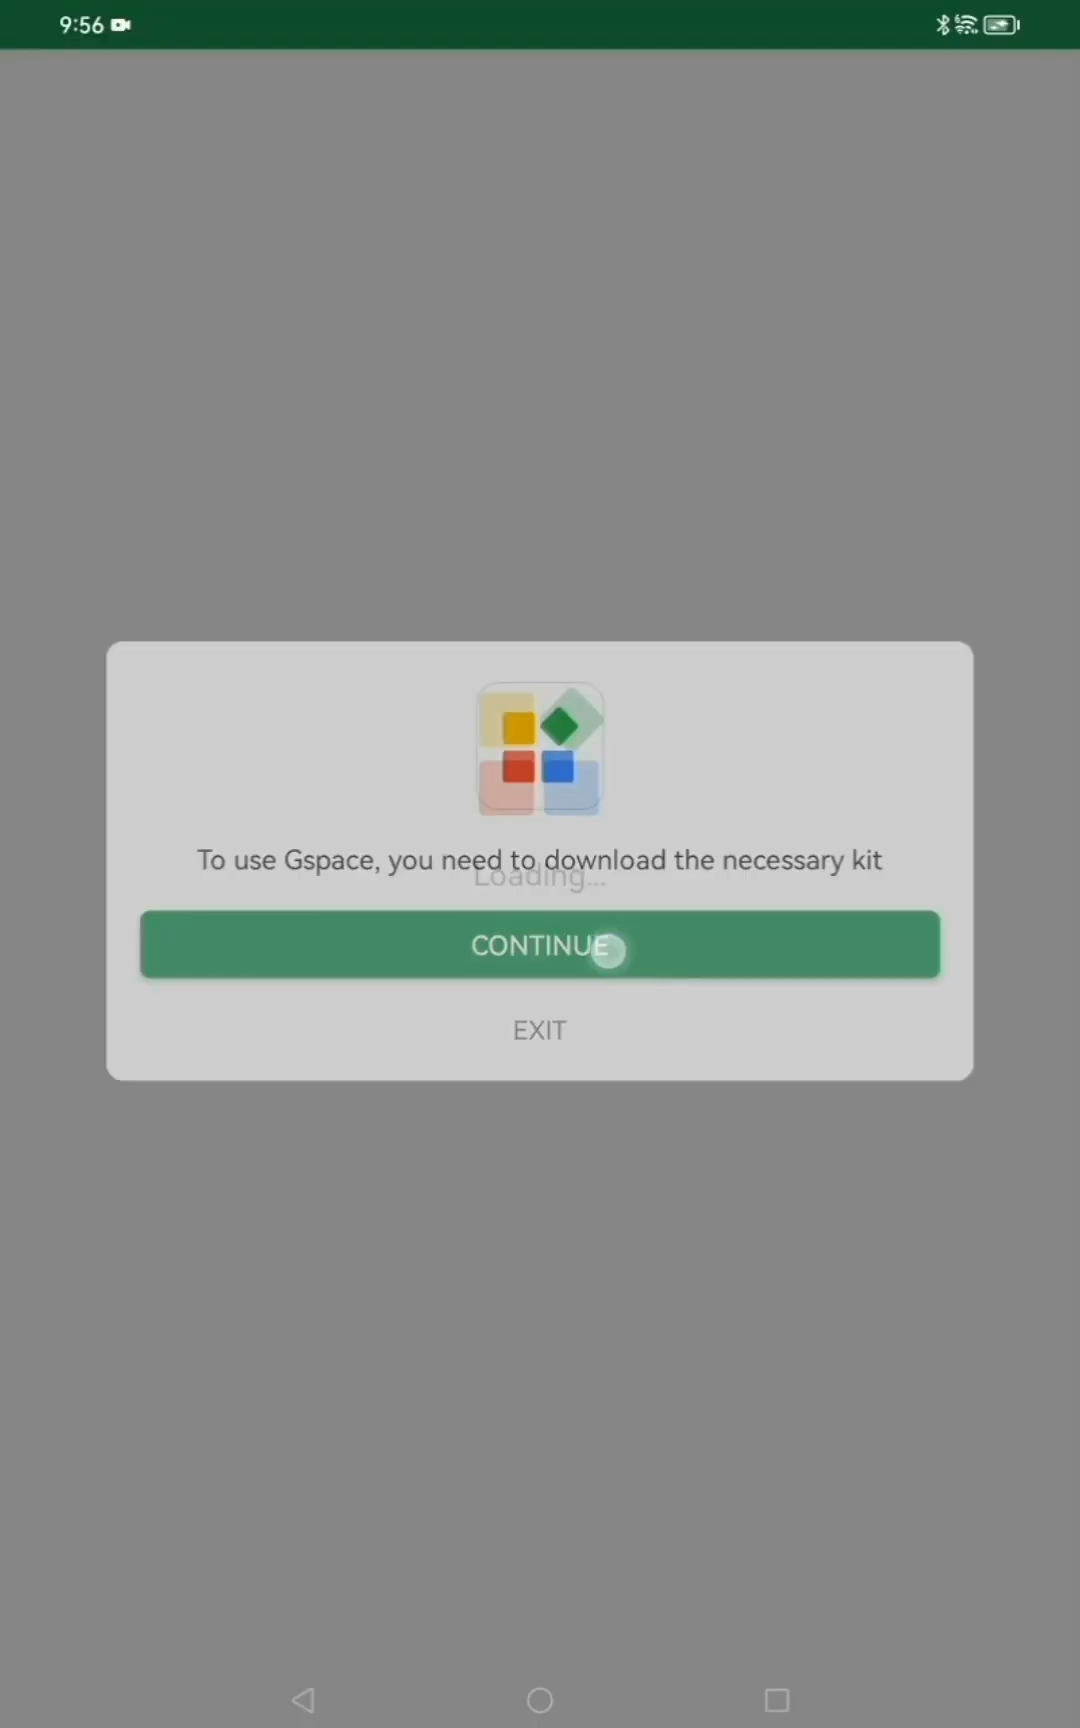 9:56
To use Gspace, you need to download the necessary kit
Loading...
CONTINUE
EXIT